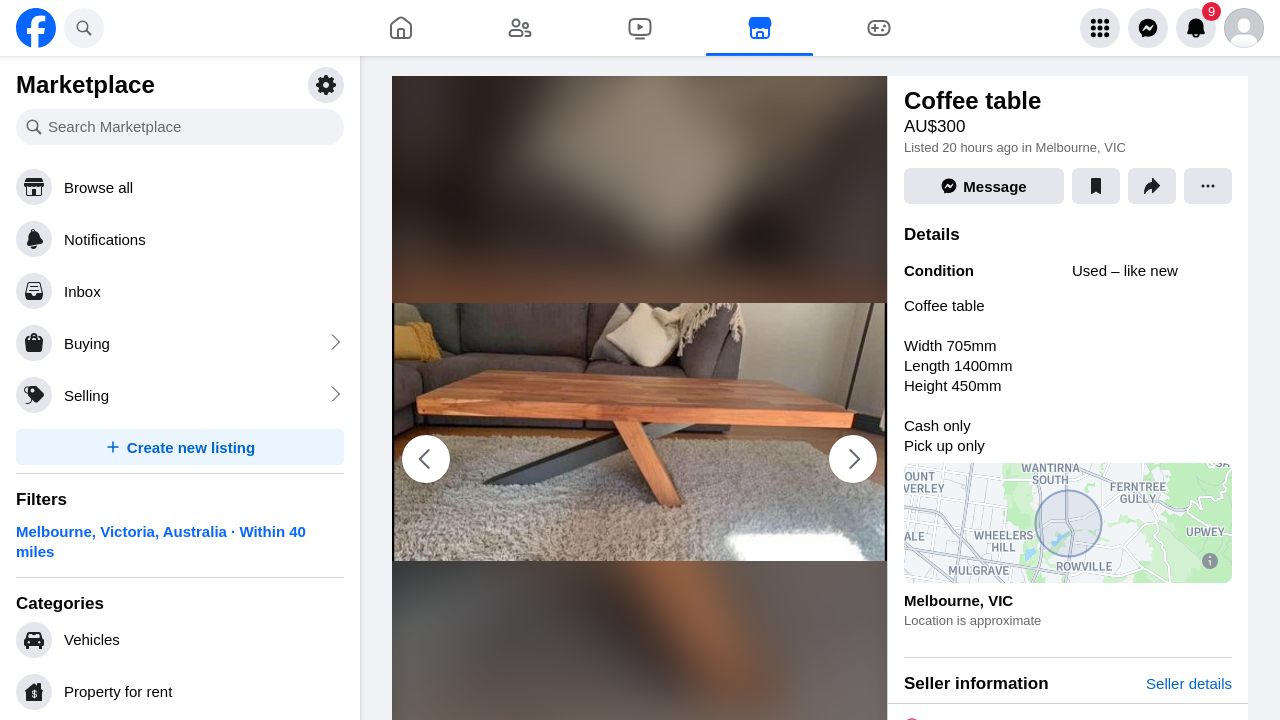 9
Marketplace
Search Marketplace
Browse all
Notifications
Inbox
Buying
Selling
Create new listing
Filters
Melbourne, Victoria, Australia · Within 40
miles
Categories
Vehicles
Property for rent
Coffee table
AU$300
Listed 20 hours ago in Melbourne, VIC
Message
Details
Condition
Used – like new
Coffee table
Width 705mm
Length 1400mm
Height 450mm
Cash only
Pick up only
WANTIRNA
SOUTH
OUNT
VERLEY
FERNTREE
GULLY
ALE
WHEELERS
HILL
UPWEY
MULGRAVE
ROWVILLE
Melbourne, VIC
Location is approximate
Seller information
Seller details